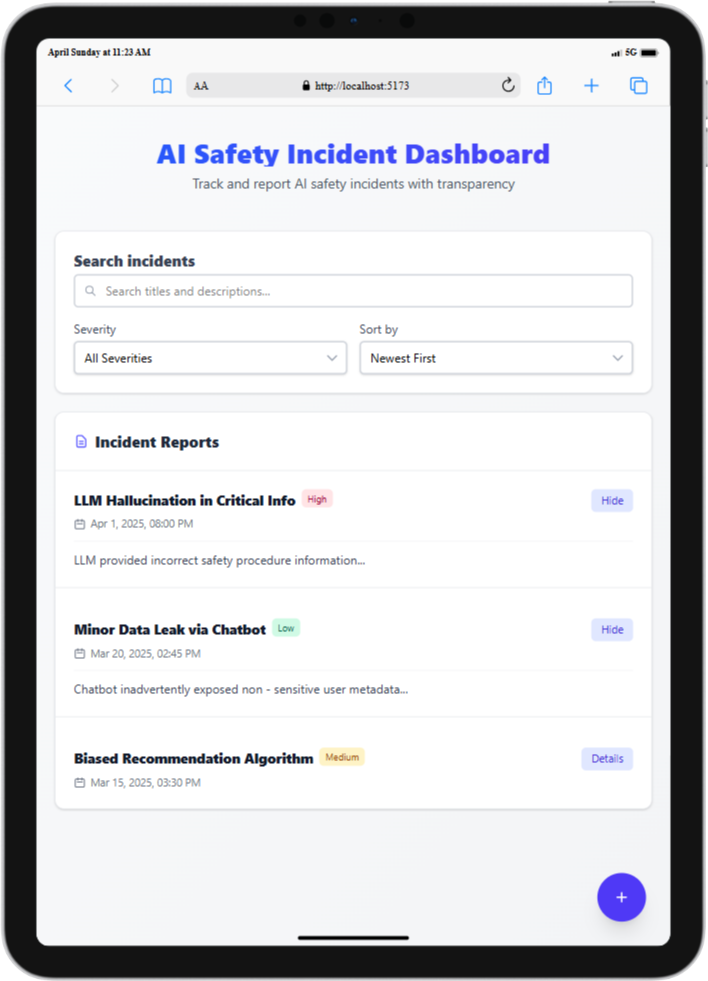 April Sunday at 11:23 AM 5G
AA http://localhost:5173
AI Safety Incident Dashboard
Track and report AI safety incidents with transparency
Search incidents
Search titles and descriptions...
Severity Sort by
All Severities Newest First
Incident Reports
LLM Hallucination in Critical Info High Hide
Apr 1, 2025, 08:00 PM
LLM provided incorrect safety procedure information...
Minor Data Leak via Chatbot Low Hide
Mar 20, 2025, 02:45 PM
Chatbot inadvertently exposed non - sensitive user metadata...
Biased Recommendation Algorithm Medium Details
Mar 15, 2025, 03:30 PM
+